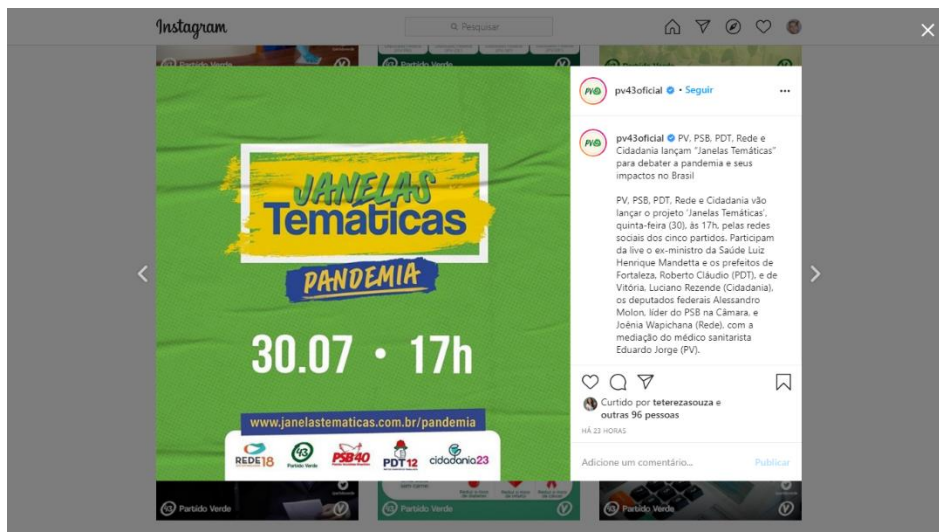 Instagram
Pesquisar
Partido Verde
Partido Verde
Partido Verde
JANELAS
Temáticas
PANDEMIA
30.07 • 17h
www.janelastematicas.com.br/pandemia
REDE18
43
Partido Verde
PSB40
PDT12
cidadania23
pv43oficial • Seguir
pv43oficial PV, PSB, PDT, Rede e
Cidadania lançam "Janelas Temáticas"
para debater a pandemia e seus
impactos no Brasil
PV, PSB, PDT, Rede e Cidadania vão
lançar o projeto 'Janelas Temáticas',
quinta-feira (30), às 17h, pelas redes
sociais dos cinco partidos. Participam
da live o ex-ministro da Saúde Luiz
Henrique Mandetta e os prefeitos de
Fortaleza, Roberto Cláudio (PDT), e de
Vitória, Luciano Rezende (Cidadania),
os deputados federais Alessandro
Molon, líder do PSB na Câmara, e
Joênia Wapichana (Rede), com a
mediação do médico sanitarista
Eduardo Jorge (PV).
Curtido por teterezasouza e
outras 96 pessoas
HÁ 23 HORAS
Adicione um comentário...
Publicar
Partido Verde
Partido Verde
Partido Verde